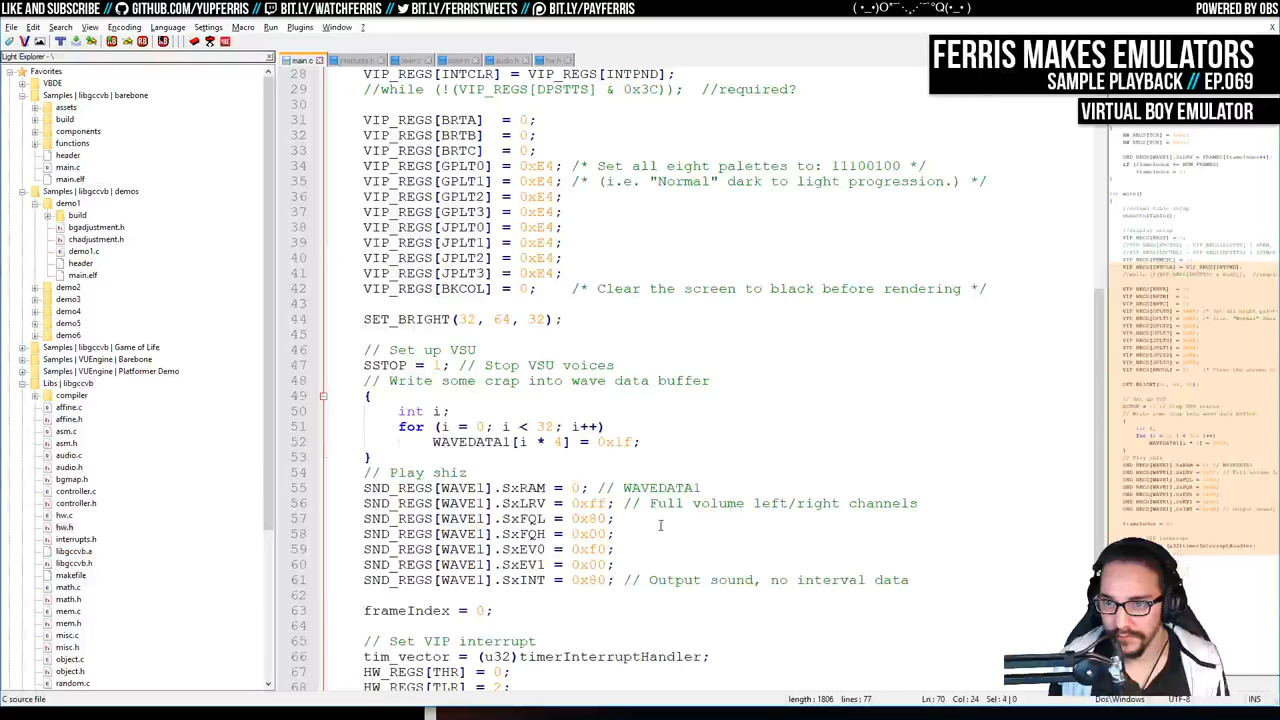 LIKE AND SUBSCRIBE // GITHUB.COM/YUPFERRIS BIT.LY/WATCHFERRIS BIT.LY/FERRISTWEETS BIT.LY/PAYFERRIS
POWERED BY OBS
File Edit Search View Encoding Language Settings Macro Run Plugins Window ?
X
FERRIS MAKES EMULATORS
SAMPLE PLAYBACK // EP.069
VIRTUAL BOY EMULATOR
Light Explorer
Favorites
VBDE
Samples | libgccvb | barebone
assets
build
components
functions
header
main.c
main.elf
Samples | libgccvb | demos
demo1
build
bgadjustment.h
chadjustment.h
demo1.c
header
main.elf
demo2
demo3
demo4
demo5
demo6
Samples | libgccvb | Game of Life
Samples | VUEngine | Barebone
Samples | VUEngine | Platformer Demo
Libs | libgccvb
compiler
affine.c
affine.h
asm.c
asm.h
audio.c
audio.h
bgmap.h
controller.c
controller.h
hw.c
hw.h
interrupts.h
libgccvb.a
libgccvb.h
makefile
math.c
math.h
mem.c
mem.h
misc.c
misc.h
object.c
object.h
random.c
main.c
28 VIP_REGS[INTCLR] = VIP_REGS[INTPND];
29 //while (!(VIP_REGS[DPSTTS] & 0x3C)); //required?
30
31 VIP_REGS[BRTA] = 0;
32 VIP_REGS[BRTB] = 0;
33 VIP_REGS[BRTC] = 0;
34 VIP_REGS[GPLT0] = 0xE4; /* Set all eight palettes to: 11100100 */
35 VIP_REGS[GPLT1] = 0xE4; /* (i.e. "Normal" dark to light progression.) */
36 VIP_REGS[GPLT2] = 0xE4;
37 VIP_REGS[GPLT3] = 0xE4;
38 VIP_REGS[JPLT0] = 0xE4;
39 VIP_REGS[JPLT1] = 0xE4;
40 VIP_REGS[JPLT2] = 0xE4;
41 VIP_REGS[JPLT3] = 0xE4;
42 VIP_REGS[BKCOL] = 0; /* Clear the screen to black before rendering */
43
44 SET_BRIGHT(32, 64, 32);
45
46 // Set up VSU
47 SSTOP = 1; // Stop VSU voices
48 // Write some crap into wave data buffer
49 {
50 int i;
51 for (i = 0; i < 32; i++)
52 WAVEDATA1[i * 4] = 0x1f;
53 }
54 // Play shiz
55 SND_REGS[WAVE1].SxRAM = 0; // WAVEDATA1
56 SND_REGS[WAVE1].SxLRV = 0xff; // Full volume left/right channels
57 SND_REGS[WAVE1].SxFQL = 0x80;
58 SND_REGS[WAVE1].SxFQH = 0x00;
59 SND_REGS[WAVE1].SxEV0 = 0xf0;
60 SND_REGS[WAVE1].SxEV1 = 0x00;
61 SND_REGS[WAVE1].SxINT = 0x80; // Output sound, no interval data
62
63 frameIndex = 0;
64
65 // Set VIP interrupt
66 tim_vector = (u32)timerInterruptHandler;
67 HW_REGS[THR] = 0;
68 HW_REGS[TLR] = 2;
C source file
length : 1806 lines : 77
Ln : 70 Col : 24 Sel : 4 | 0
Dos\Windows
UTF-8
INS